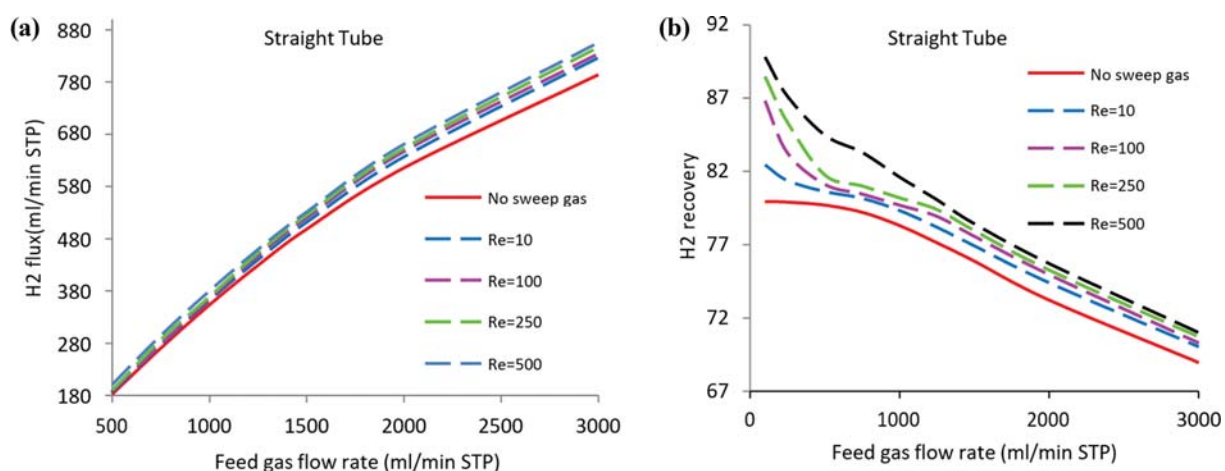 (a)
Straight Tube
H2 flux(ml/min STP)
880
780
680
580
480
380
280
180
500
1000
1500
2000
2500
3000
Feed gas flow rate (ml/min STP)
No sweep gas
Re=10
Re=100
Re=250
Re=500
(b)
Straight Tube
H2 recovery
92
87
82
77
72
67
0
1000
2000
3000
Feed gas flow rate (ml/min STP)
No sweep gas
Re=10
Re=100
Re=250
Re=500